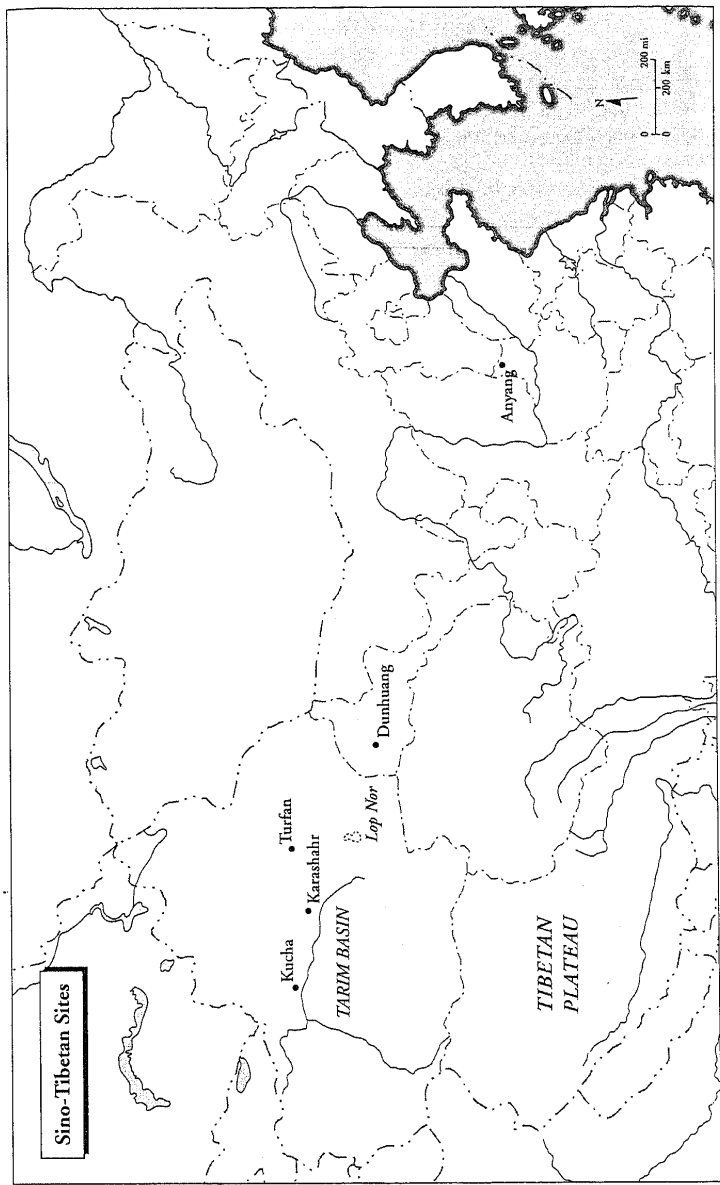 Sino-Tibetan Sites
Kucha
Karashahr
Turfan
TARIM BASIN
Lop Nor
Dunhuang
Anyang
TIBETAN
PLATEAU
N
0 200 mi
0 200 km